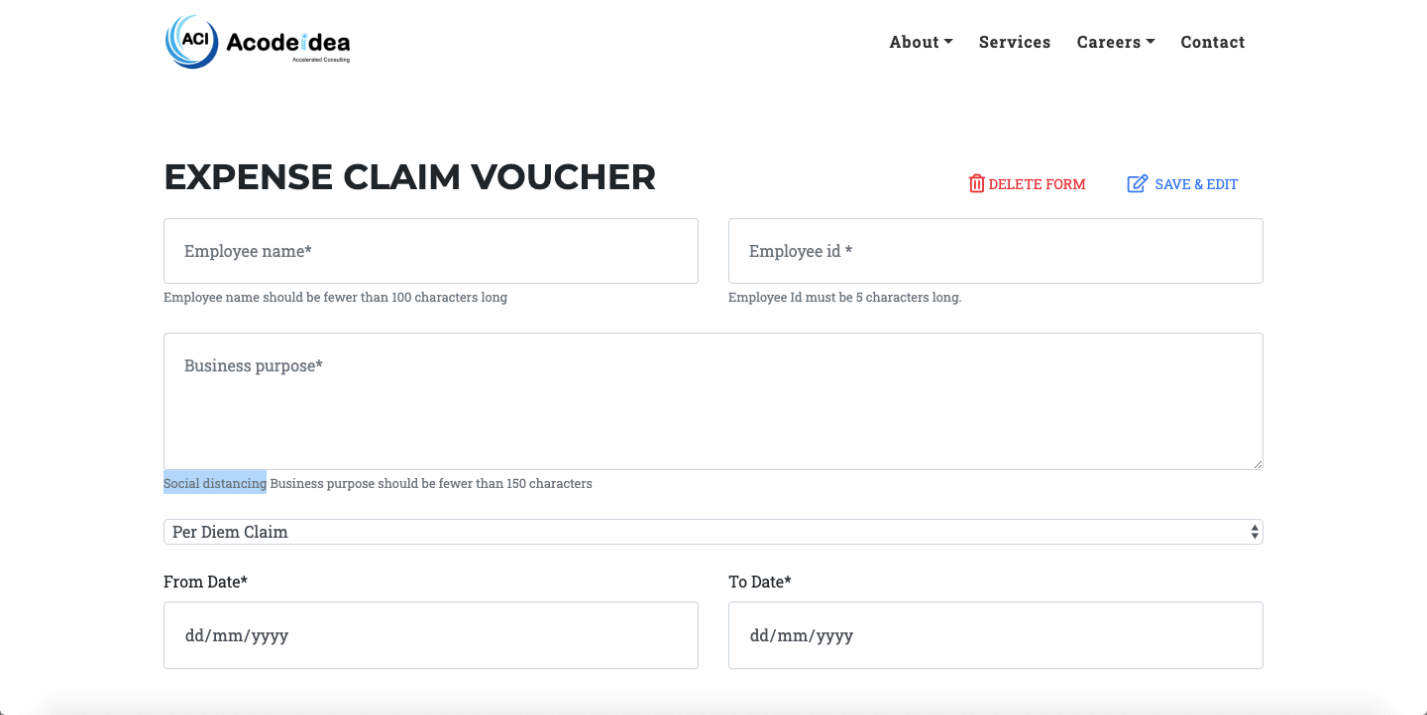 ACI Acodeidea
Accelerated Consulting
About Services Careers Contact
EXPENSE CLAIM VOUCHER
DELETE FORM SAVE & EDIT
Employee name* Employee id *
Employee name should be fewer than 100 characters long Employee Id must be 5 characters long.
Business purpose*
Social distancing Business purpose should be fewer than 150 characters
Per Diem Claim
From Date* To Date*
dd/mm/yyyy dd/mm/yyyy